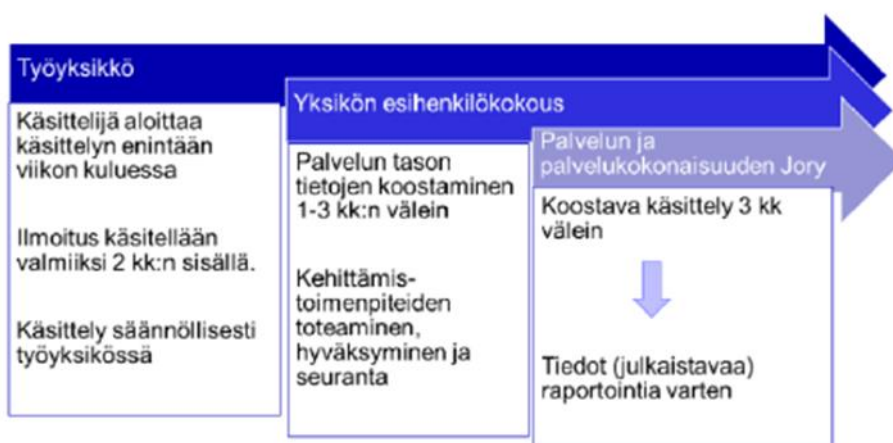 Työyksikkö
Käsittelijä aloittaa
käsittelyn enintään
viikon kuluessa
Ilmoitus käsitellään
valmiiksi 2 kk:n sisällä.
Käsittely säännöllisesti
työyksikössä
Yksikön esihenkilökokous
Palvelun tason
tietojen koostaminen
1-3 kk:n välein
Kehittämis-
toimenpiteiden
toteaminen,
hyväksyminen ja
seuranta
Palvelun ja
palvelukokonaisuuden Jory
Koostava käsittely 3 kk
välein
Tiedot (julkaistavaa)
raportointia varten